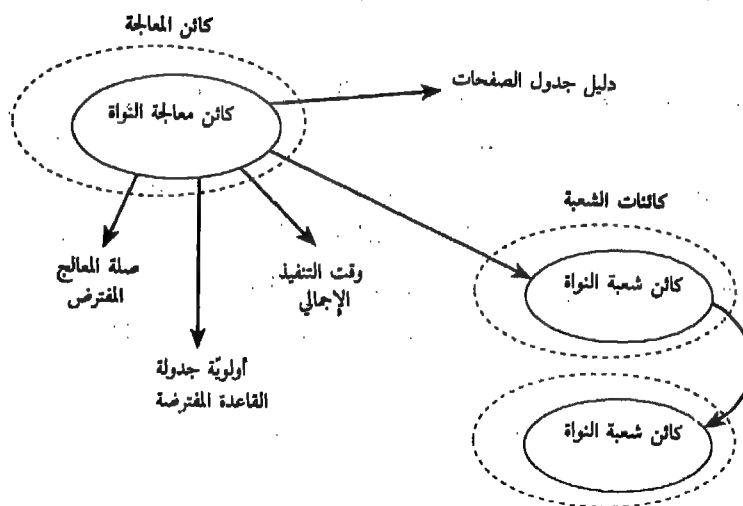 كائن المعالجة
كائن معالجة النواة
دليل جدول الصفحات
كائنات الشعبة
كائن شعبة النواة
صلة المعالج
المفترض
وقت التنفيذ
الإجمالي
أولويّة جدولة
القاعدة المفترضة
كائن شعبة النواة